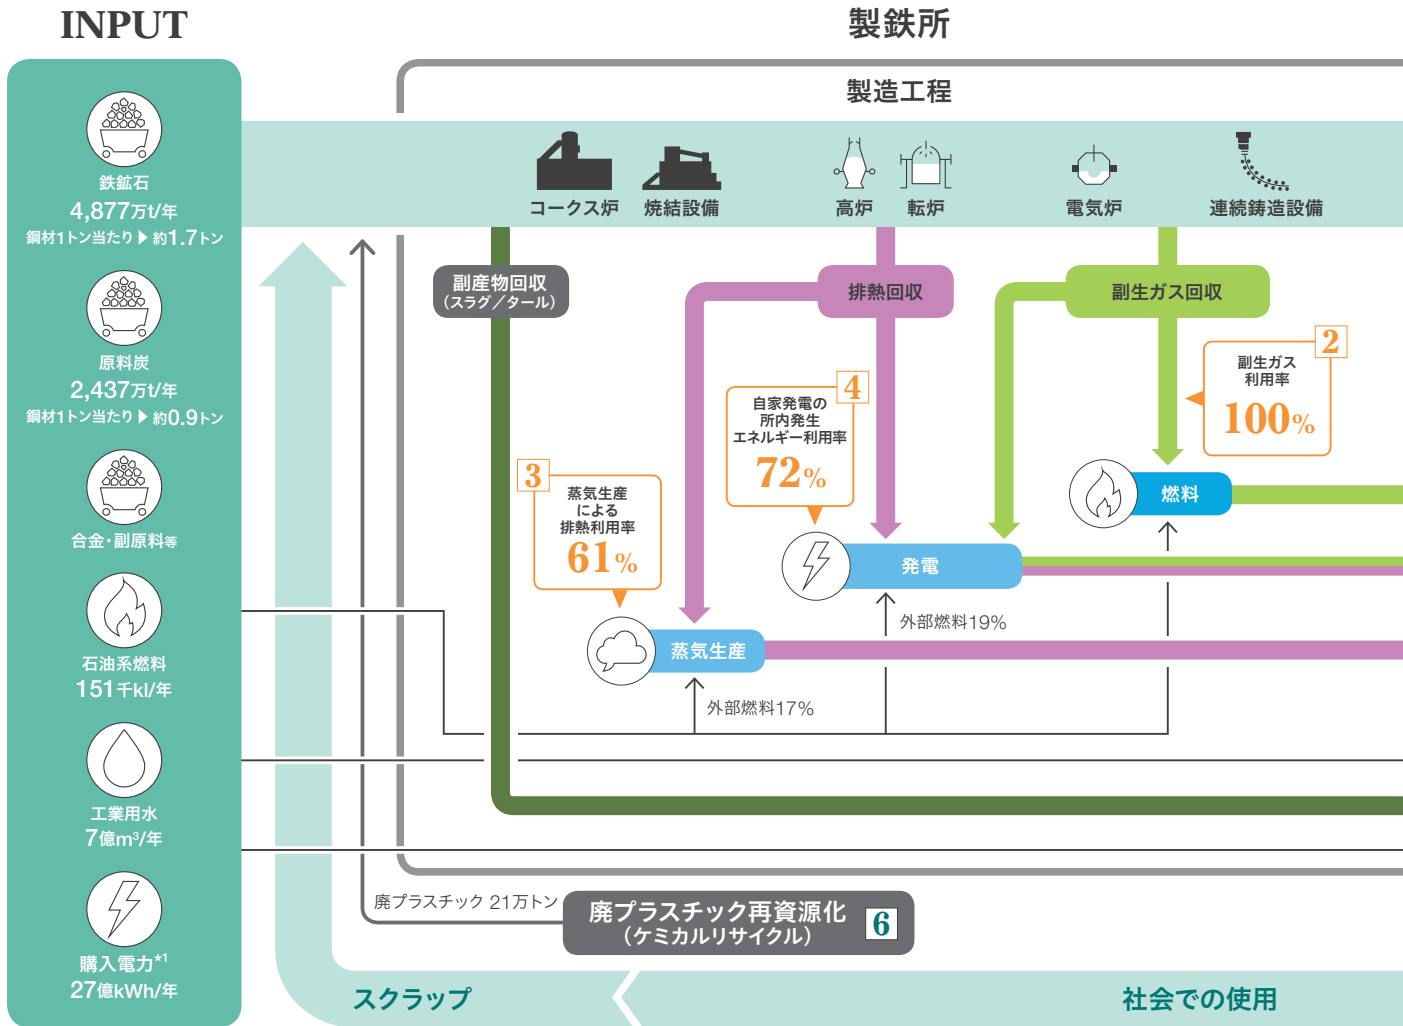 INPUT
製鉄所
鉄鉱石
4,877万t/年
鋼材1トン当たり▶約1.7トン
原料炭
2,437万t/年
鋼材1トン当たり▶約0.9トン
合金・副原料等
石油系燃料
151千kl/年
工業用水
7億m³/年
購入電力*1
27億kWh/年
製造工程
コークス炉
焼結設備
高炉
転炉
電気炉
連続鋳造設備
副産物回収
（スラグ／タール）
排熱回収
副生ガス回収
2
副生ガス
利用率
100%
4
自家発電の
所内発生
エネルギー利用率
72%
3
蒸気生産
による
排熱利用率
61%
燃料
発電
外部燃料19%
蒸気生産
外部燃料17%
廃プラスチック 21万トン
廃プラスチック再資源化
（ケミカルリサイクル）
6
スクラップ
社会での使用